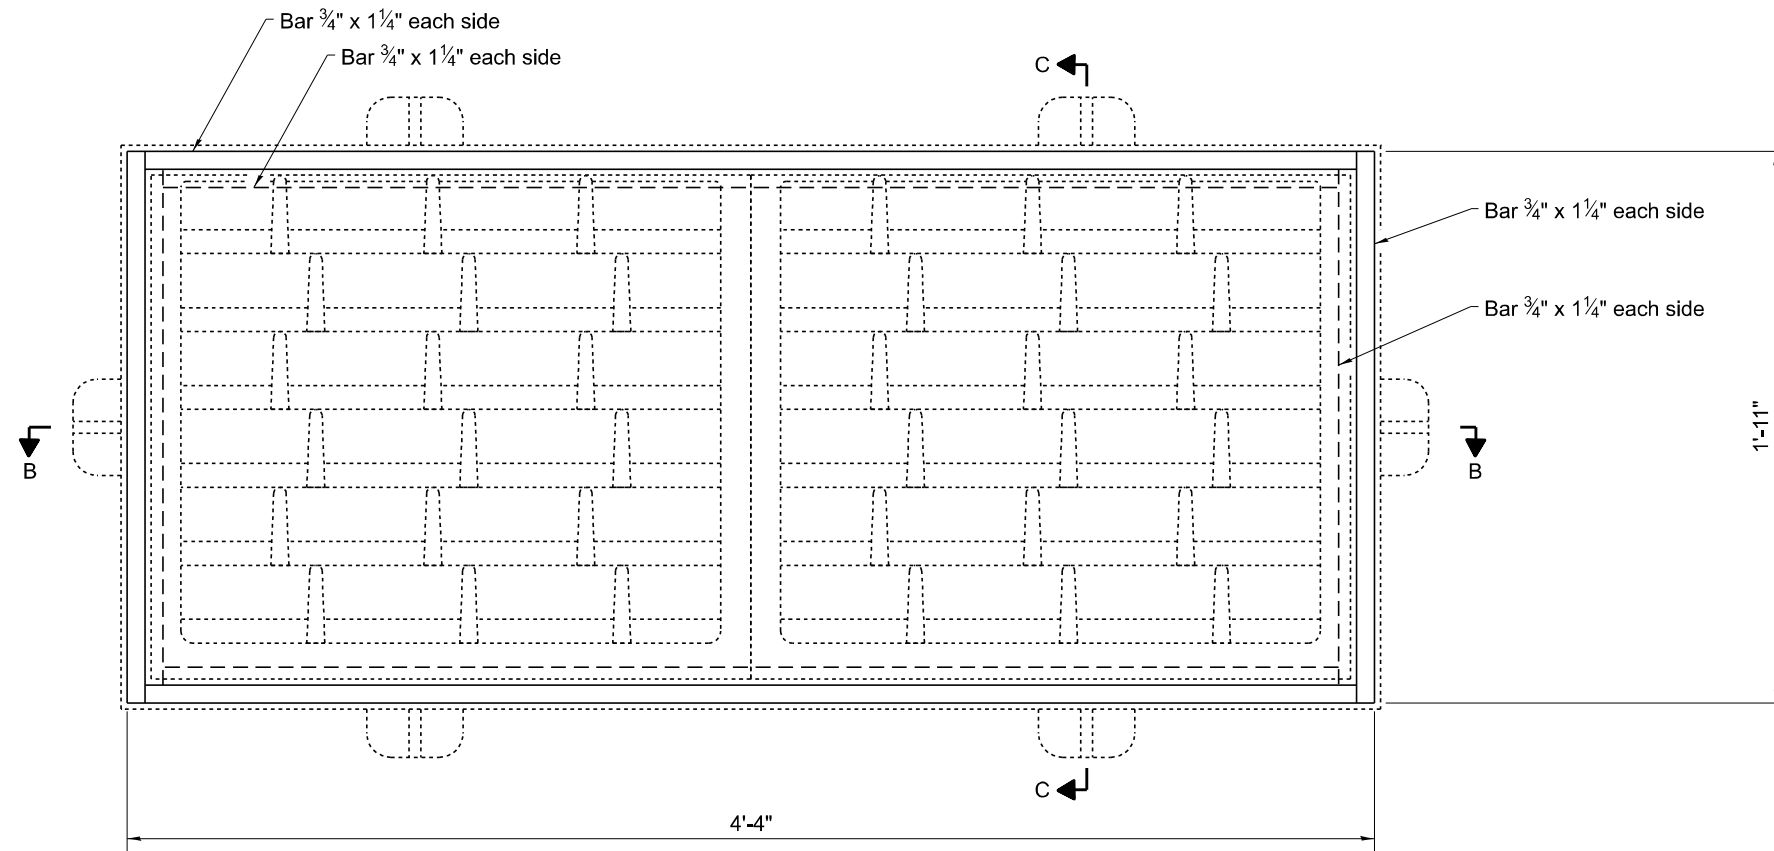 Bar ¾" x 1¼" each side
Bar ¾" x 1¼" each side
C
Bar ¾" x 1¼" each side
Bar ¾" x 1¼" each side
1'-11"
B
B
C
4'-4"